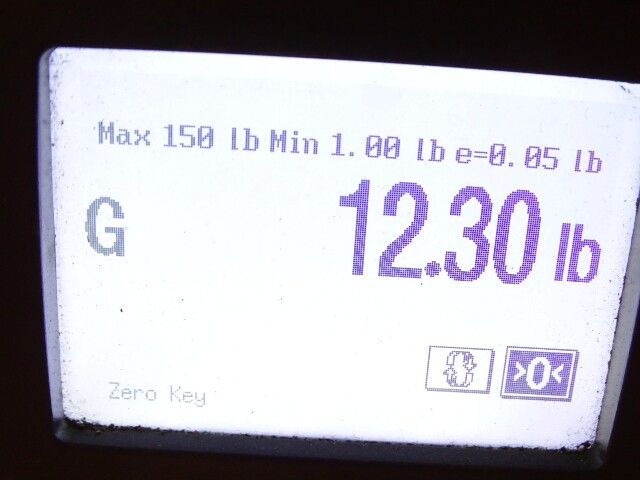 Max 150 lb Min 1.00 lb e=0.05 lb
G 12.30 lb
>0<
Zero Key